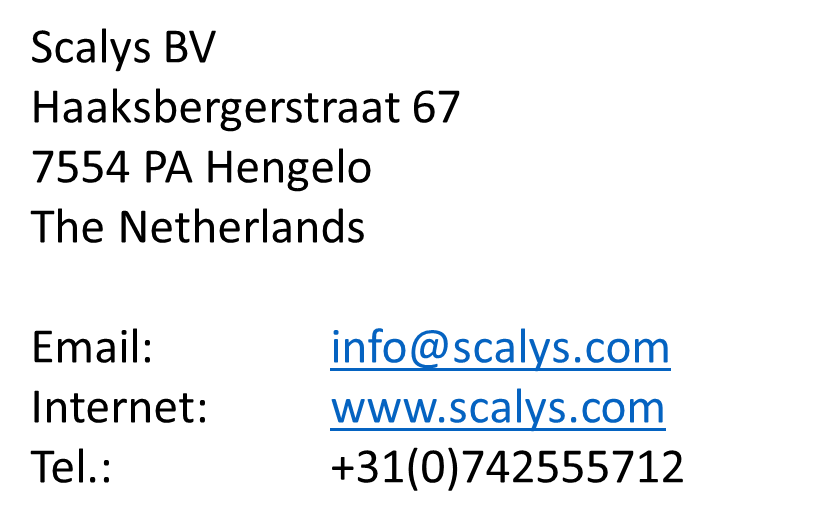 Scalys BV
Haaksbergerstraat 67
7554 PA Hengelo
The Netherlands
Email: info@scalys.com
Internet: www.scalys.com
Tel.: +31(0)742555712